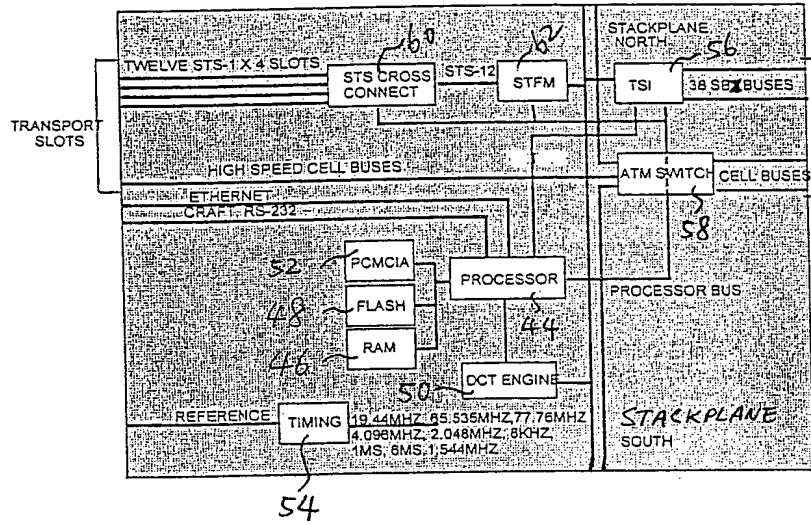 60
62
STACKPLANE
NORTH
56
TWELVE STS-1 X 4 SLOTS
STS CROSS
CONNECT
STS-12
STFM
TSI
38 SBI BUSES
TRANSPORT
SLOTS
HIGH SPEED CELL BUSES
ATM SWITCH
CELL BUSES
58
ETHERNET
CRAFT, RS-232
52
PCMCIA
PROCESSOR
44
PROCESSOR BUS
48
FLASH
46
RAM
50
DCT ENGINE
REFERENCE
TIMING
54
19.44MHZ, 65.535MHZ, 77.76MHZ
4.096MHZ, 2.048MHZ, 8KHZ,
1MS, 6MS, 1.544MHZ
STACKPLANE
SOUTH